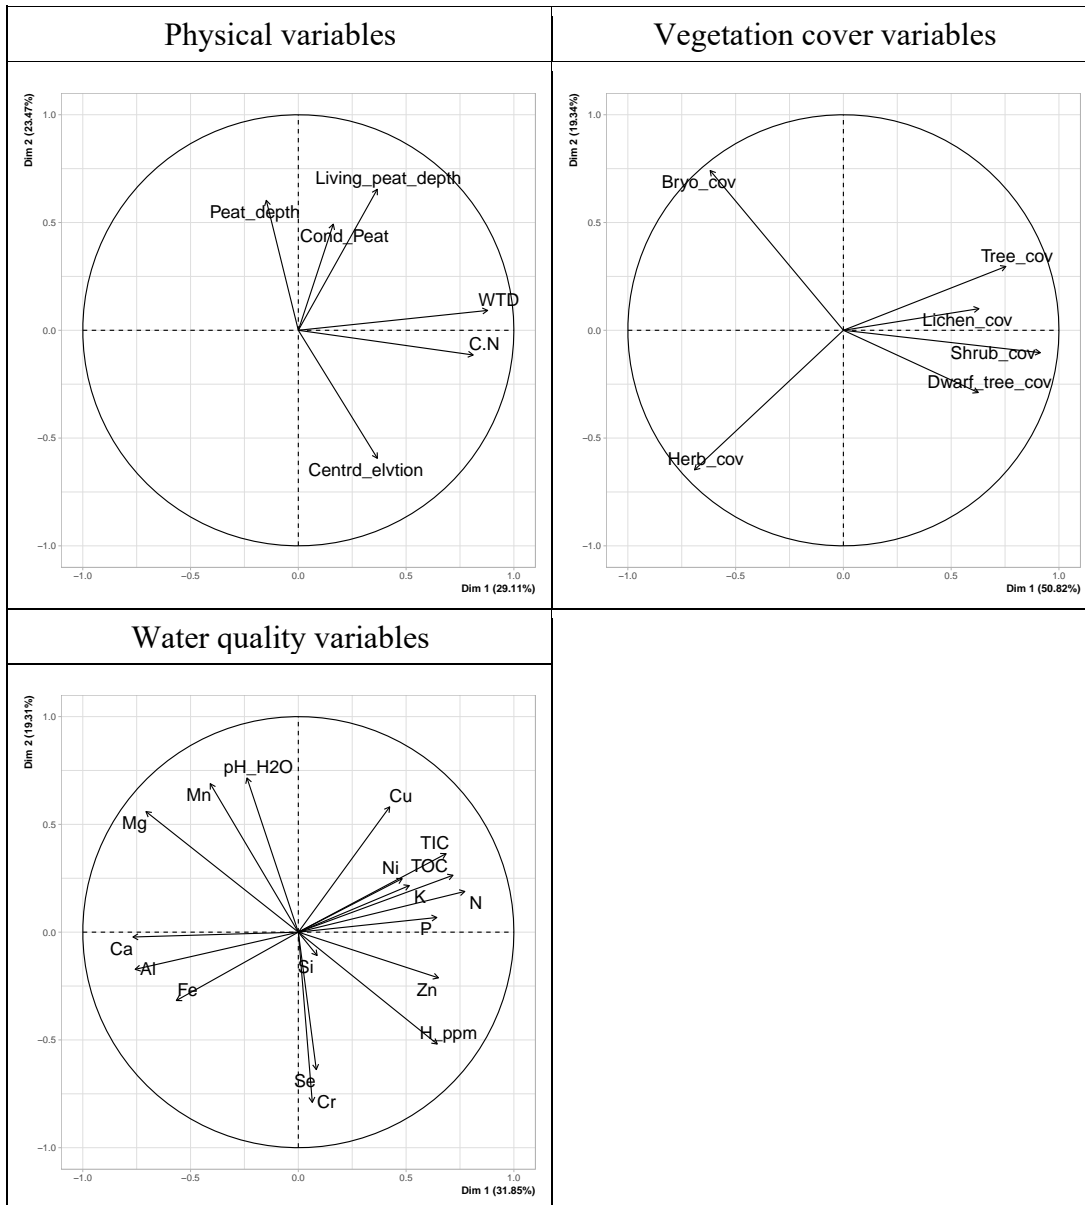 Physical variables
Vegetation cover variables
Dim 2 (23.47%)
1.0
0.5
0.0
−0.5
−1.0
Living_peat_depth
Peat_depth
Cond_Peat
WTD
C.N
Centrd_elvtion
−1.0 −0.5 0.0 0.5 1.0
Dim 1 (29.11%)
Dim 2 (19.34%)
1.0
0.5
0.0
−0.5
−1.0
Bryo_cov
Tree_cov
Lichen_cov
Shrub_cov
Dwarf_tree_cov
Herb_cov
−1.0 −0.5 0.0 0.5 1.0
Dim 1 (50.82%)
Water quality variables
Dim 2 (19.31%)
1.0
0.5
0.0
−0.5
−1.0
pH_H2O
Mn
Cu
Mg
TIC
Ni
TOC
K
N
P
Ca
Al
Si
Fe
Zn
H_ppm
Se
Cr
−1.0 −0.5 0.0 0.5 1.0
Dim 1 (31.85%)